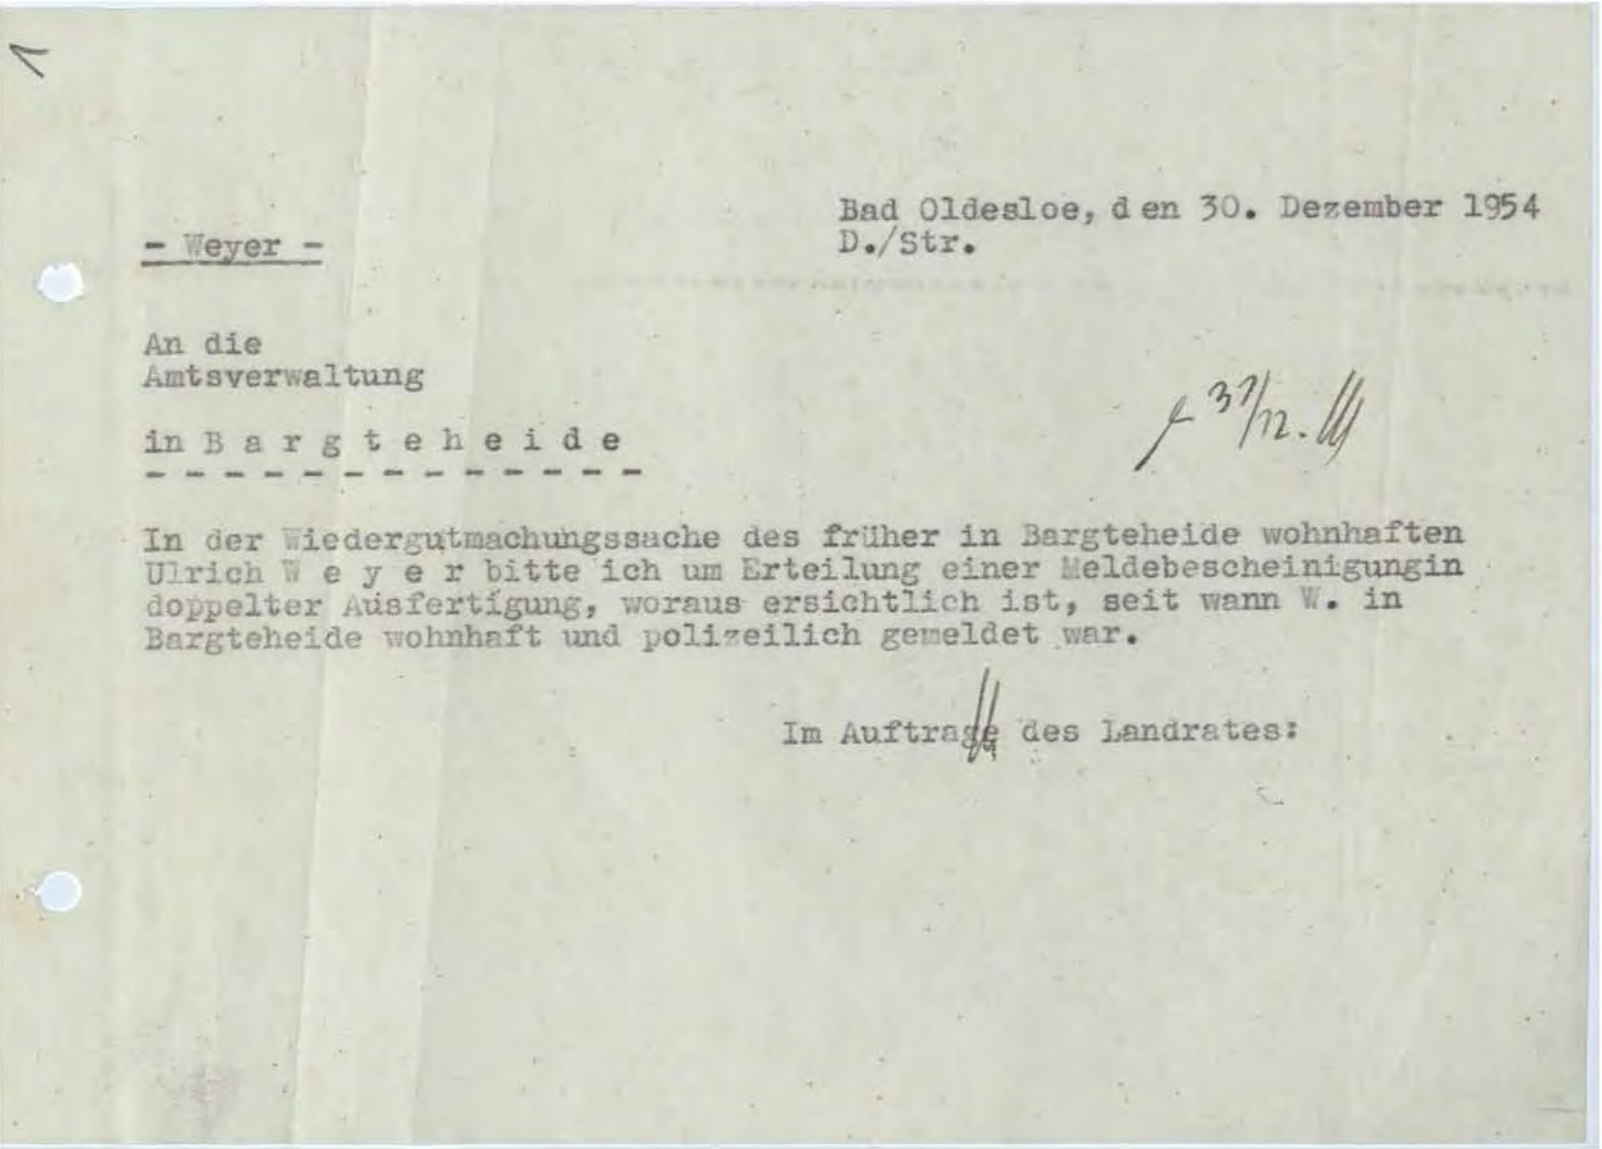 Bad Oldesloe, den 30. Dezember 1954
- Weyer -
D./Str.
An die
Amtsverwaltung
in B a r g t e h e i d e
- - - - - - - - - - - - -
In der Wiedergutmachungssache des früher in Bargteheide wohnhaften
Ulrich W e y e r bitte ich um Erteilung einer Meldebescheinigungin
doppelter Ausfertigung, woraus ersichtlich ist, seit wann W. in
Bargteheide wohnhaft und polizeilich gemeldet war.
Im Auftrage des Landrates: